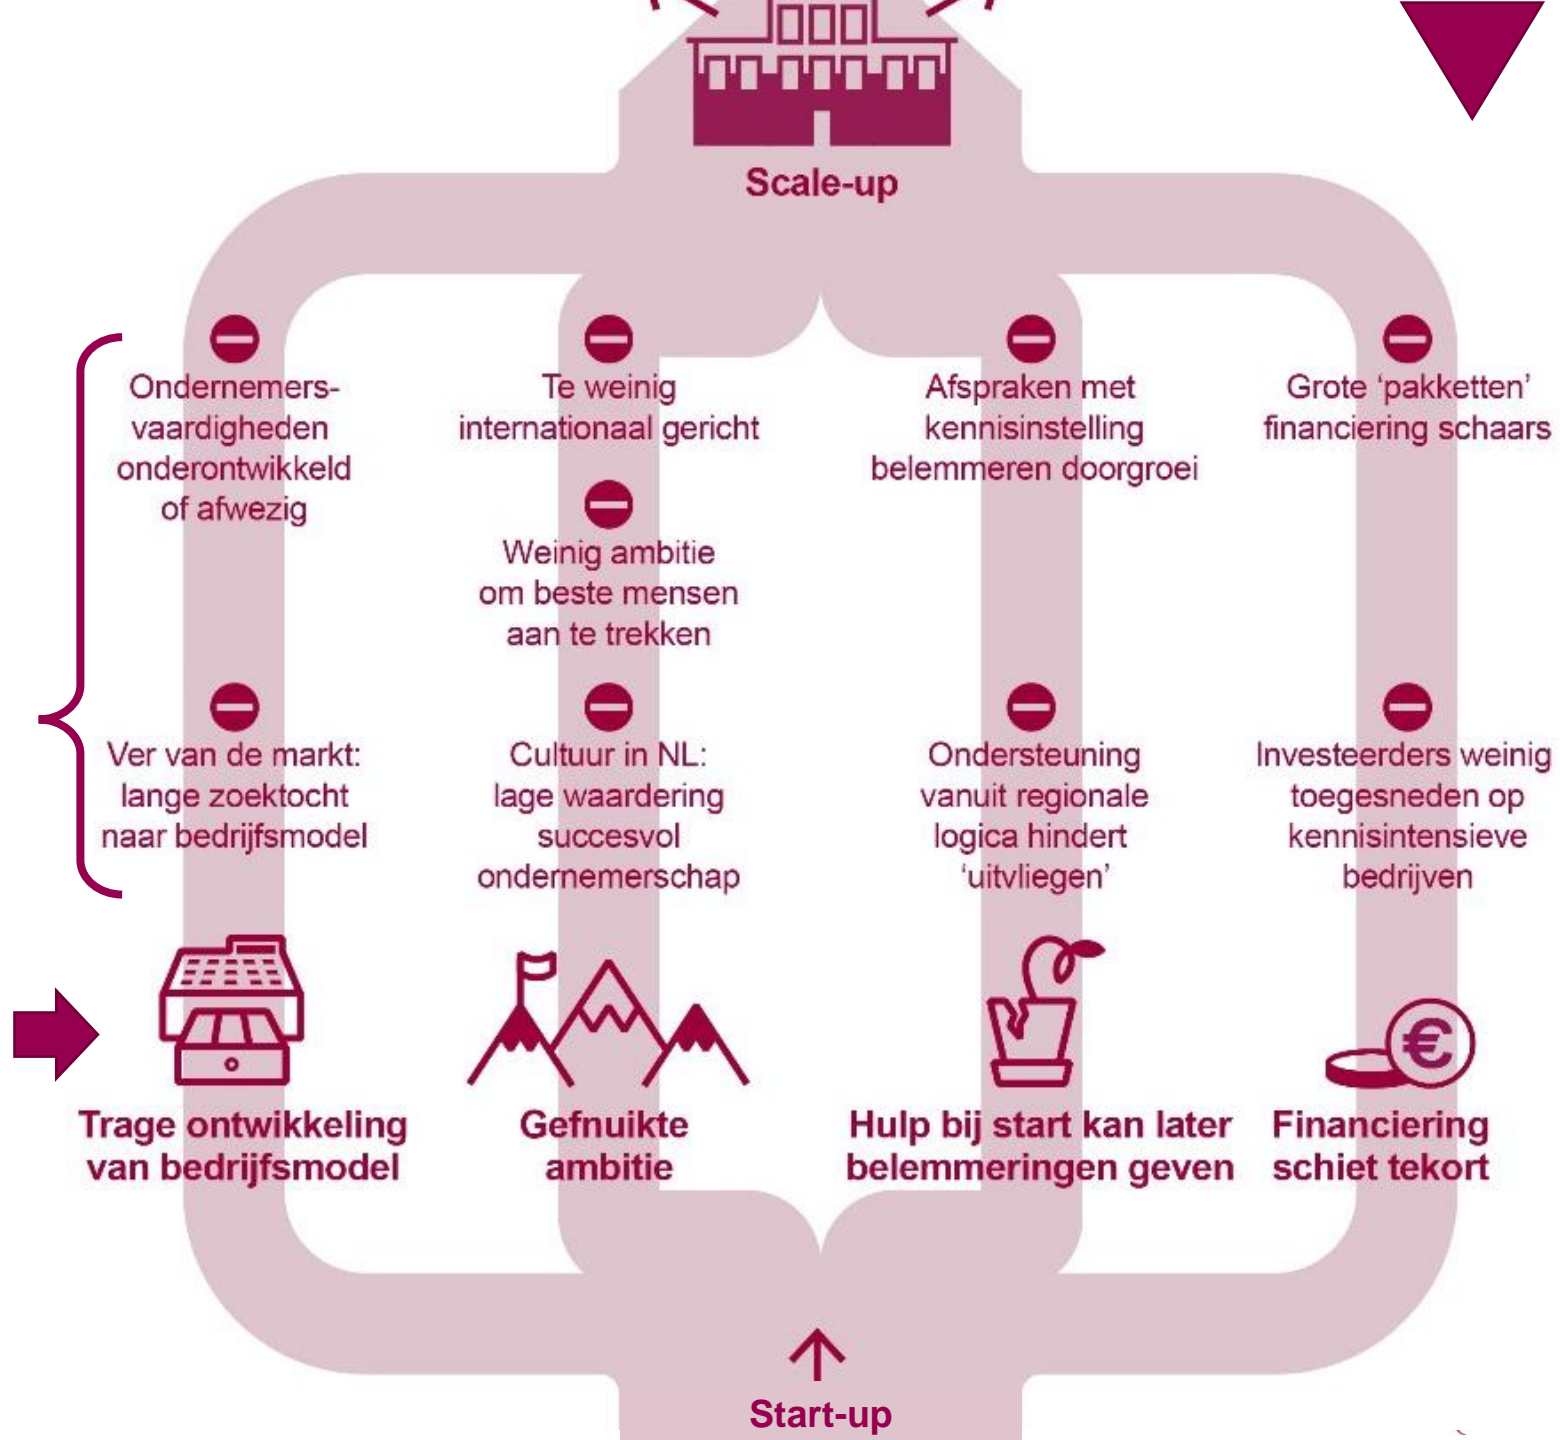 Scale-up
Ondernemers-
vaardigheden
onderontwikkeld
of afwezig
Te weinig
internationaal gericht
Afspraken met
kennisinstelling
belemmeren doorgroei
Grote ‘pakketten’
financiering schaars
Weinig ambitie
om beste mensen
aan te trekken
Ver van de markt:
lange zoektocht
naar bedrijfsmodel
Cultuur in NL:
lage waardering
succesvol
ondernemerschap
Ondersteuning
vanuit regionale
logica hindert
‘uitvliegen’
Investeerders weinig
toegesneden op
kennisintensieve
bedrijven
€
Trage ontwikkeling
van bedrijfsmodel
Gefnuikte
ambitie
Hulp bij start kan later
belemmeringen geven
Financiering
schiet tekort
Start-up